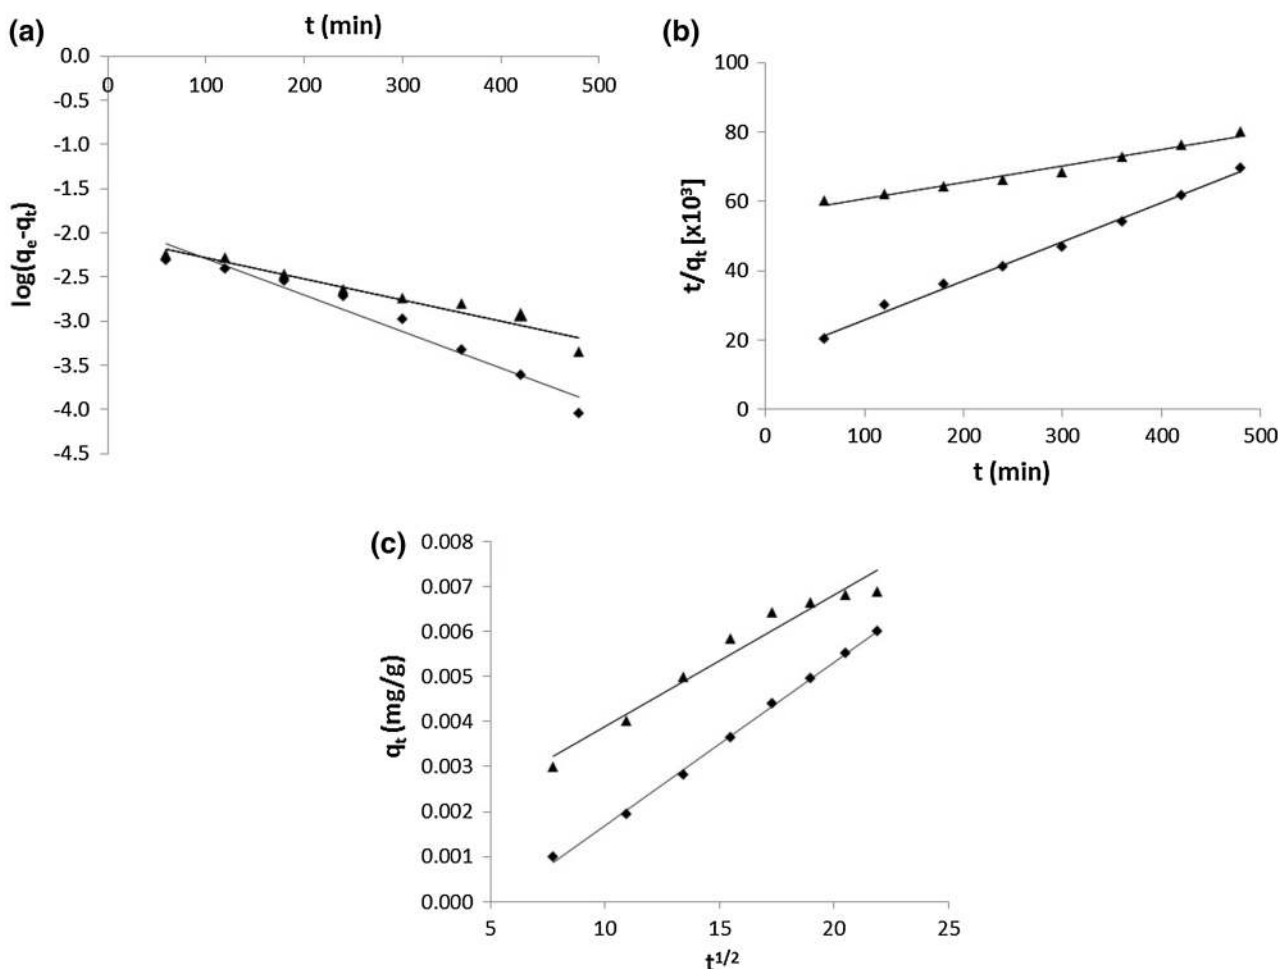 (a)
t (min)
0.0
0 100 200 300 400 500
-0.5
-1.0
-1.5
-2.0
-2.5
-3.0
-3.5
-4.0
-4.5
log(qₑ-qₜ)
(b)
100
80
60
40
20
0
t/qₜ [x10³]
0 100 200 300 400 500
t (min)
(c)
0.008
0.007
0.006
0.005
0.004
0.003
0.002
0.001
0.000
qₜ (mg/g)
5 10 15 20 25
t¹ᐟ²